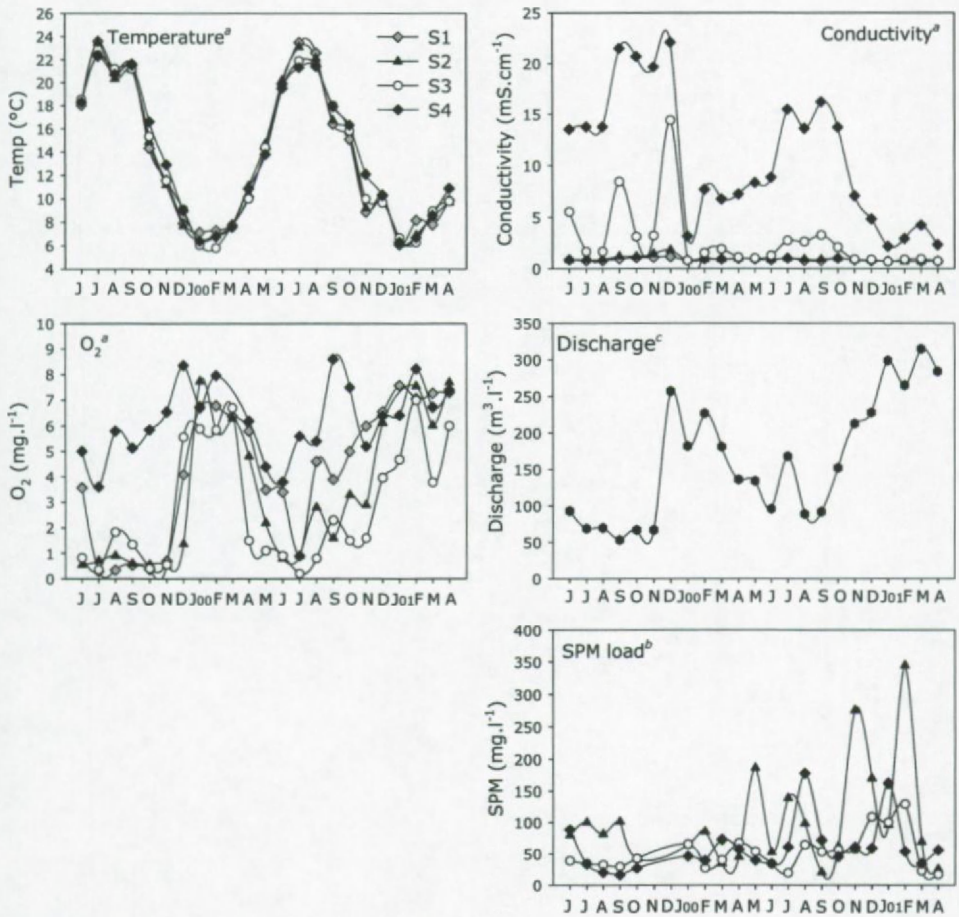 Temperatureᵃ
S1
S2
S3
S4
Temp (°C)
24
22
20
18
16
14
12
10
8
6
4
J J A S O N D J00 F M A M J J A S O N D J01 F M A
Conductivityᵃ
Conductivity (mS.cm⁻¹)
25
20
15
10
5
0
J J A S O N D J00 F M A M J J A S O N D J01 F M A
O₂ᵃ
O₂ (mg.l⁻¹)
10
9
8
7
6
5
4
3
2
1
0
J J A S O N D J00 F M A M J J A S O N D J01 F M A
Dischargeᶜ
Discharge (m³.l⁻¹)
350
300
250
200
150
100
50
0
J J A S O N D J00 F M A M J J A S O N D J01 F M A
SPM loadᵇ
SPM (mg.l⁻¹)
400
350
300
250
200
150
100
50
0
J J A S O N D J00 F M A M J J A S O N D J01 F M A